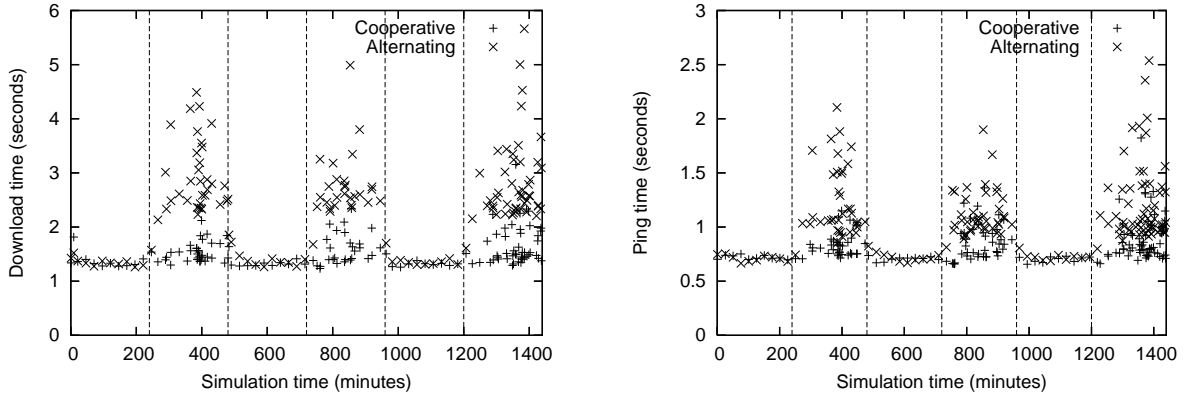 6
5
4
3
2
1
0
Download time (seconds)
0 200 400 600 800 1000 1200 1400
Simulation time (minutes)
Cooperative
Alternating
3
2.5
2
1.5
1
0.5
0
Ping time (seconds)
0 200 400 600 800 1000 1200 1400
Simulation time (minutes)
Cooperative
Alternating